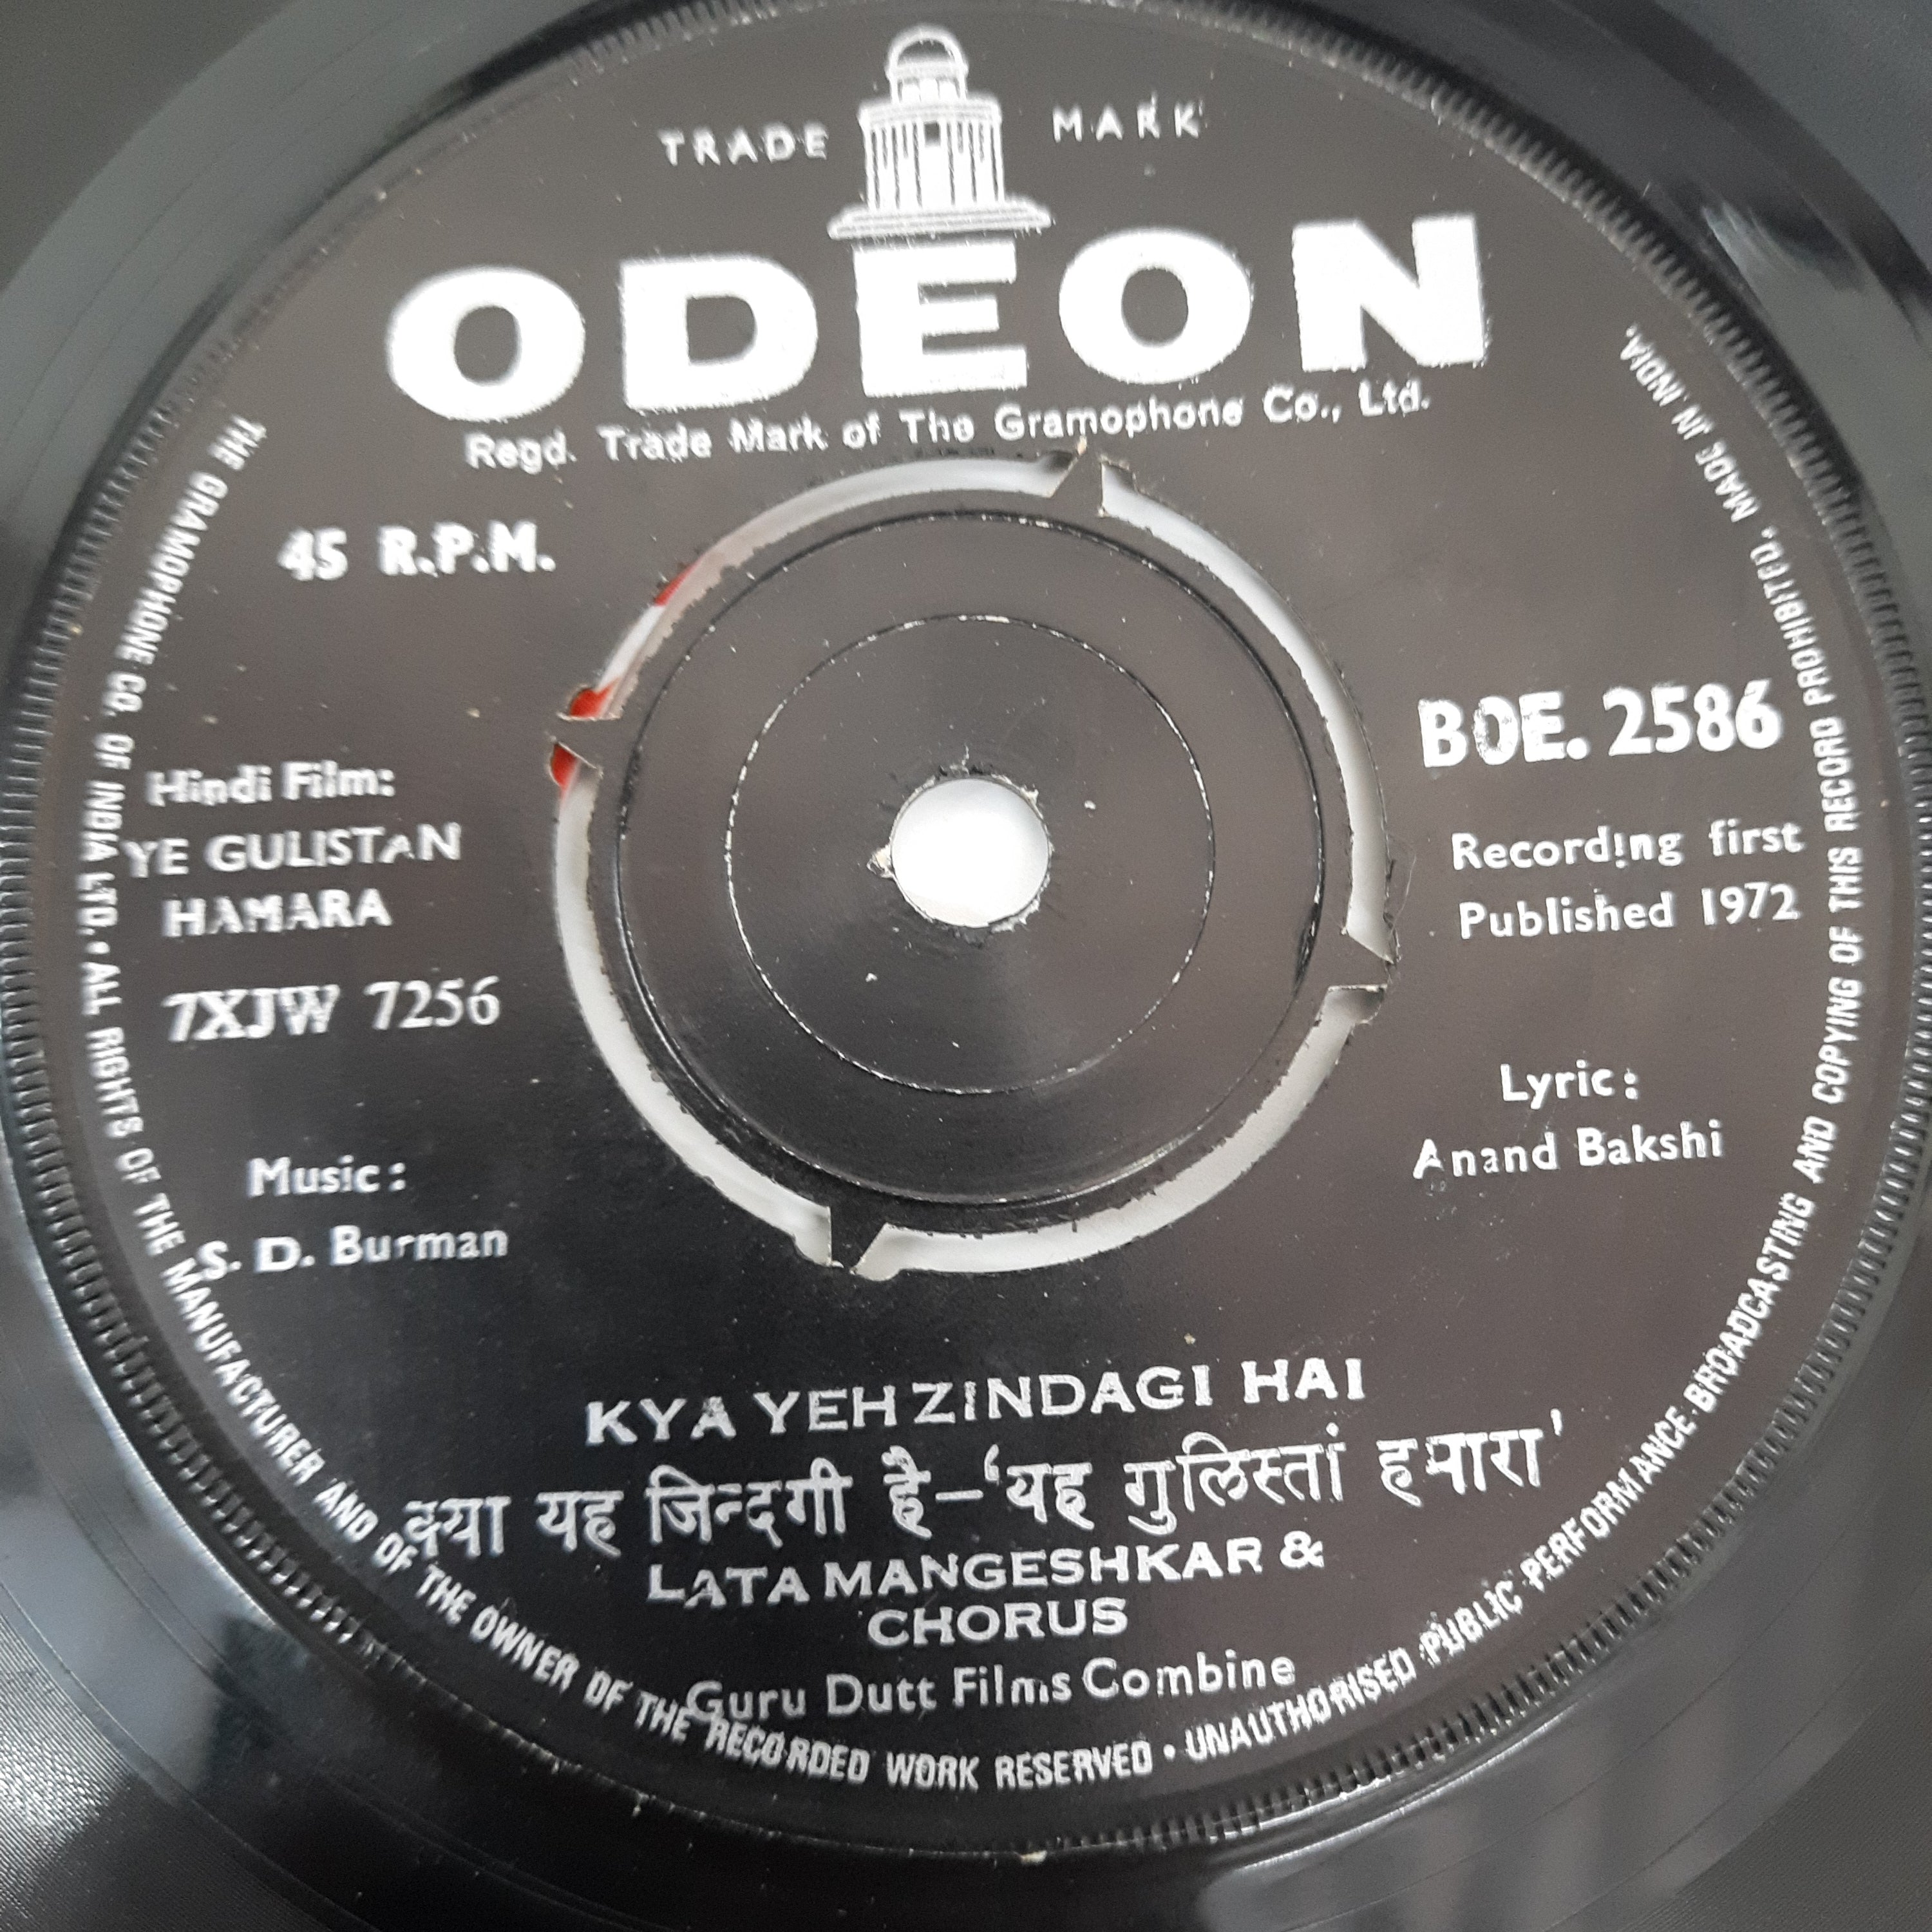 TRADE MARK
ODEON
Regd. Trade Mark of The Gramophone Co., Ltd.
45 R.P.M.
BOE. 2586
Hindi Film:
YE GULISTAN
HAMARA
Recording first
Published 1972
7XJW 7256
Lyric:
Anand Bakshi
Music:
S. D. Burman
KYA YEH ZINDAGI HAI
क्या यह जिन्दगी है–‘यह गुलिस्तां हमारा’
LATA MANGESHKAR &
CHORUS
Guru Dutt Films Combine
THE GRAMOPHONE CO. OF INDIA LTD. • ALL RIGHTS OF THE MANUFACTURER AND OF THE OWNER OF THE RECORDED WORK RESERVED • UNAUTHORISED PUBLIC PERFORMANCE BROADCASTING AND COPYING OF THIS RECORD PROHIBITED. MADE IN INDIA.